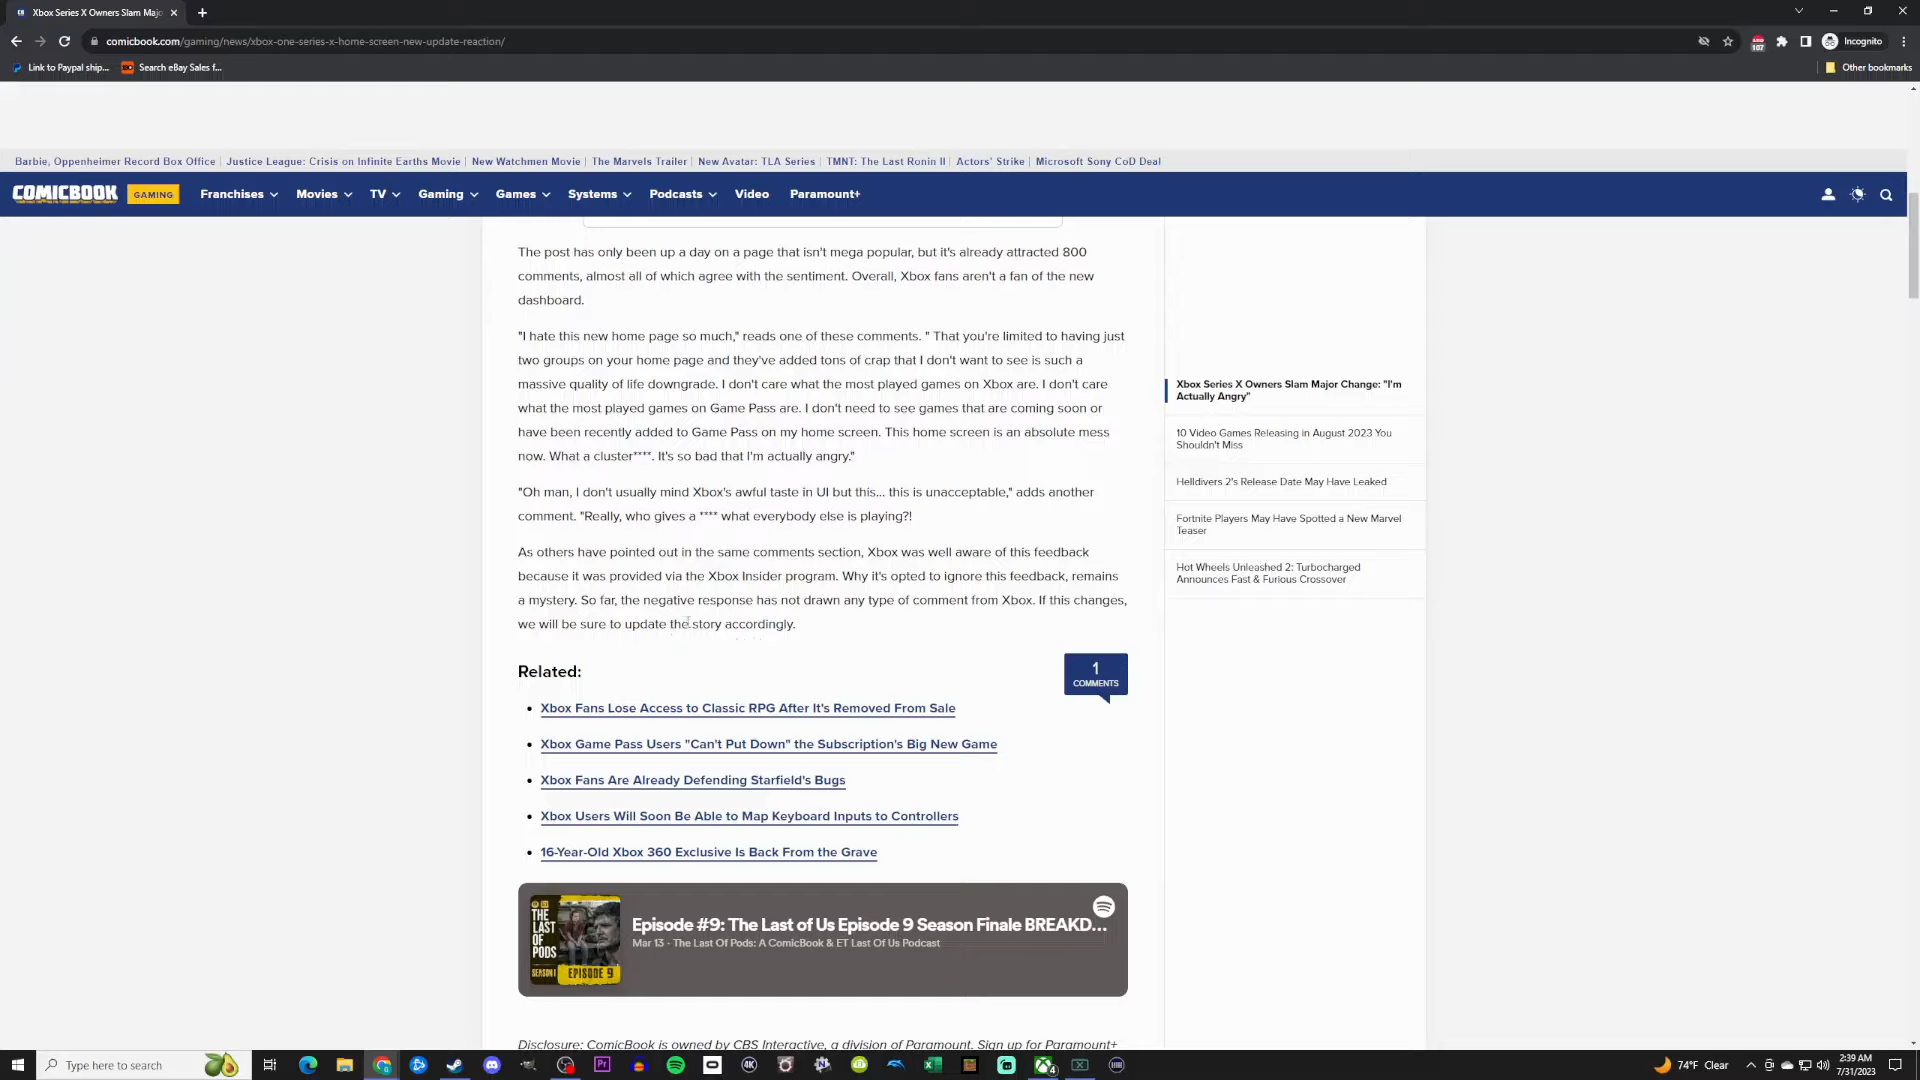 Xbox Series X Owners Slam Majo
comicbook.com/gaming/news/xbox-one-series-x-home-screen-new-update-reaction/
107
Incognito
Link to Paypal ship...
Search eBay Sales f...
Other bookmarks
Barbie, Oppenheimer Record Box Office | Justice League: Crisis on Infinite Earths Movie | New Watchmen Movie | The Marvels Trailer | New Avatar: TLA Series | TMNT: The Last Ronin II | Actors' Strike | Microsoft Sony CoD Deal
COMICBOOK GAMING Franchises Movies TV Gaming Games Systems Podcasts Video Paramount+
The post has only been up a day on a page that isn't mega popular, but it's already attracted 800
comments, almost all of which agree with the sentiment. Overall, Xbox fans aren't a fan of the new
dashboard.
"I hate this new home page so much," reads one of these comments. " That you're limited to having just
two groups on your home page and they've added tons of crap that I don't want to see is such a
massive quality of life downgrade. I don't care what the most played games on Xbox are. I don't care
what the most played games on Game Pass are. I don't need to see games that are coming soon or
have been recently added to Game Pass on my home screen. This home screen is an absolute mess
now. What a cluster****. It's so bad that I'm actually angry."
"Oh man, I don't usually mind Xbox's awful taste in UI but this... this is unacceptable," adds another
comment. "Really, who gives a **** what everybody else is playing?!
As others have pointed out in the same comments section, Xbox was well aware of this feedback
because it was provided via the Xbox Insider program. Why it's opted to ignore this feedback, remains
a mystery. So far, the negative response has not drawn any type of comment from Xbox. If this changes,
we will be sure to update the story accordingly.
Related:
1
COMMENTS
• Xbox Fans Lose Access to Classic RPG After It's Removed From Sale
• Xbox Game Pass Users "Can't Put Down" the Subscription's Big New Game
• Xbox Fans Are Already Defending Starfield's Bugs
• Xbox Users Will Soon Be Able to Map Keyboard Inputs to Controllers
• 16-Year-Old Xbox 360 Exclusive Is Back From the Grave
THE
LAST
OF
PODS
SEASON 1 EPISODE 9
Episode #9: The Last of Us Episode 9 Season Finale BREAKD...
Mar 13 - The Last Of Pods: A ComicBook & ET Last Of Us Podcast
Disclosure: ComicBook is owned by CBS Interactive, a division of Paramount. Sign up for Paramount+
Xbox Series X Owners Slam Major Change: "I'm
Actually Angry"
10 Video Games Releasing in August 2023 You
Shouldn't Miss
Helldivers 2's Release Date May Have Leaked
Fortnite Players May Have Spotted a New Marvel
Teaser
Hot Wheels Unleashed 2: Turbocharged
Announces Fast & Furious Crossover
Type here to search
Pr
4K
4
74°F Clear
2:39 AM
7/31/2023